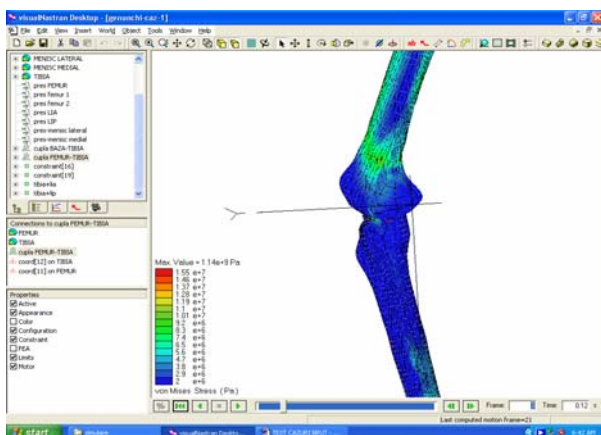 visualNastran Desktop - [genunchi-caz-1]
File Edit View Insert World Object Tools Window Help
MENISC LATERAL
MENISC MEDIAL
TIBIA
pres FEMUR
pres femur 1
pres femur 2
pres LIA
pres LIP
pres-menisc lateral
pres-menisc medial
cupla BAZA-TIBIA
cupla FEMUR-TIBIA
constraint[16]
constraint[19]
tibia+lia
tibia+lip
Connections to cupla FEMUR-TIBIA
FEMUR
TIBIA
cupla FEMUR-TIBIA
coord[12] on TIBIA
coord[11] on FEMUR
Properties
Active
Appearance
Color
Configuration
Constraint
FEA
Limits
Motor
Max. Value = 1.14e+9 Pa
1.55 e+7
1.46 e+7
1.37 e+7
1.28 e+7
1.19 e+7
1.1 e+7
1.01 e+7
9.2 e+6
8.3 e+6
7.4 e+6
6.5 e+6
5.6 e+6
4.7 e+6
3.8 e+6
2.9 e+6
2 e+6
von Mises Stress (Pa)
Frame:
Time: 0.12 s
Last computed motion frame=21
start
simulare
visualNastran Deskto...
6:42 AM